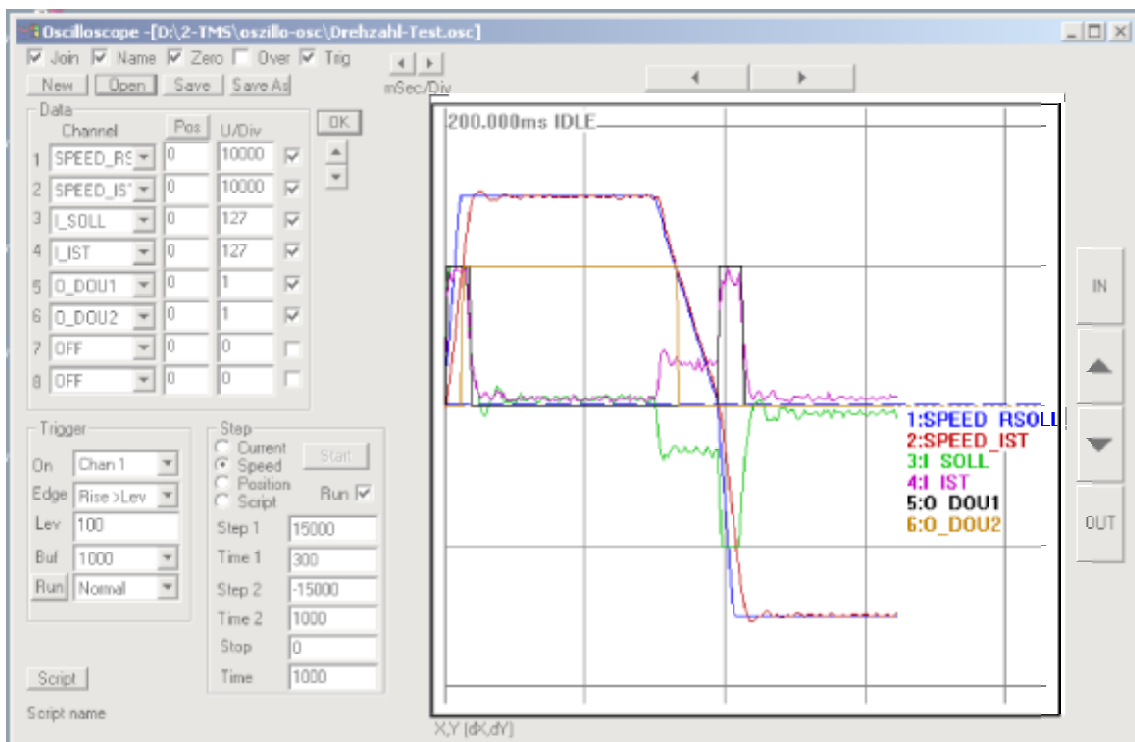 Oscilloscope -[D:\2-TMS\oszillo-osc\Drehzahl-Test.osc]
Join Name Zero Over Trig
New Open Save Save As
mSec/Div
Data
Channel Pos U/Div OK
1 SPEED_RS 0 10000
2 SPEED_IST 0 10000
3 I_SOLL 0 127
4 I_IST 0 127
5 O_DOU1 0 1
6 O_DOU2 0 1
7 OFF 0 0
8 OFF 0 0
200.000ms IDLE
1:SPEED RSOLL
2:SPEED_IST
3:I SOLL
4:I IST
5:O DOU1
6:O_DOU2
IN
OUT
Trigger
On Chan 1
Edge Rise >Lev
Lev 100
Buf 1000
Run Normal
Step
Current
Speed
Position
Script
Start
Run
Step 1 15000
Time 1 300
Step 2 -15000
Time 2 1000
Stop 0
Time 1000
Script
Script name
X,Y (dX,dY)